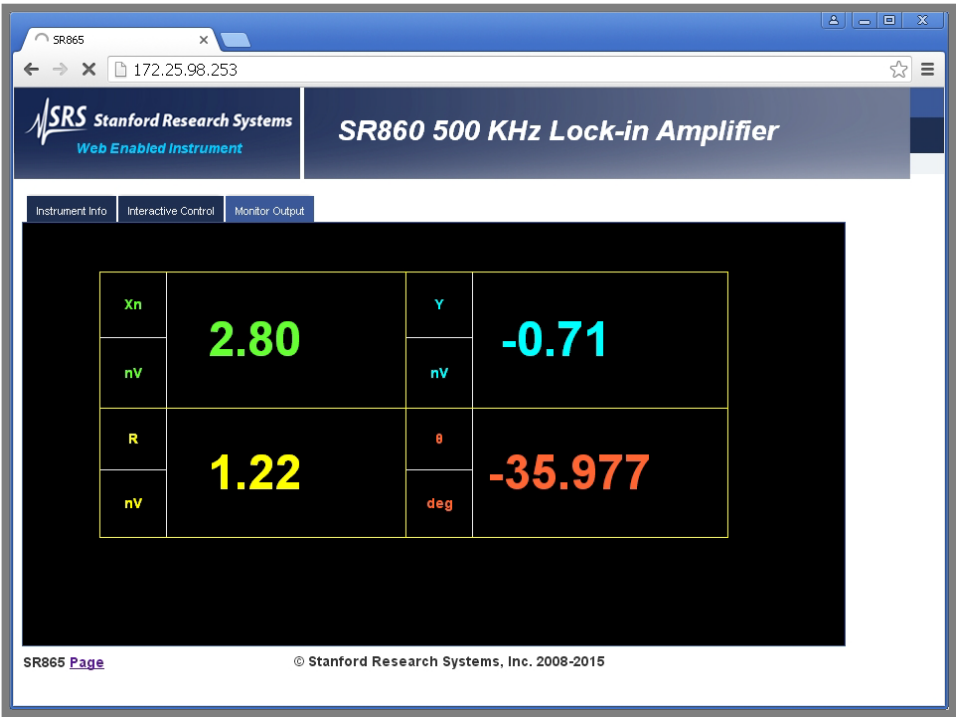 SR865
172.25.98.253
SRS Stanford Research Systems
Web Enabled Instrument
SR860 500 KHz Lock-in Amplifier
Instrument Info
Interactive Control
Monitor Output
Xn
2.80
nV
Y
-0.71
nV
R
1.22
nV
θ
-35.977
deg
SR865 Page
© Stanford Research Systems, Inc. 2008-2015